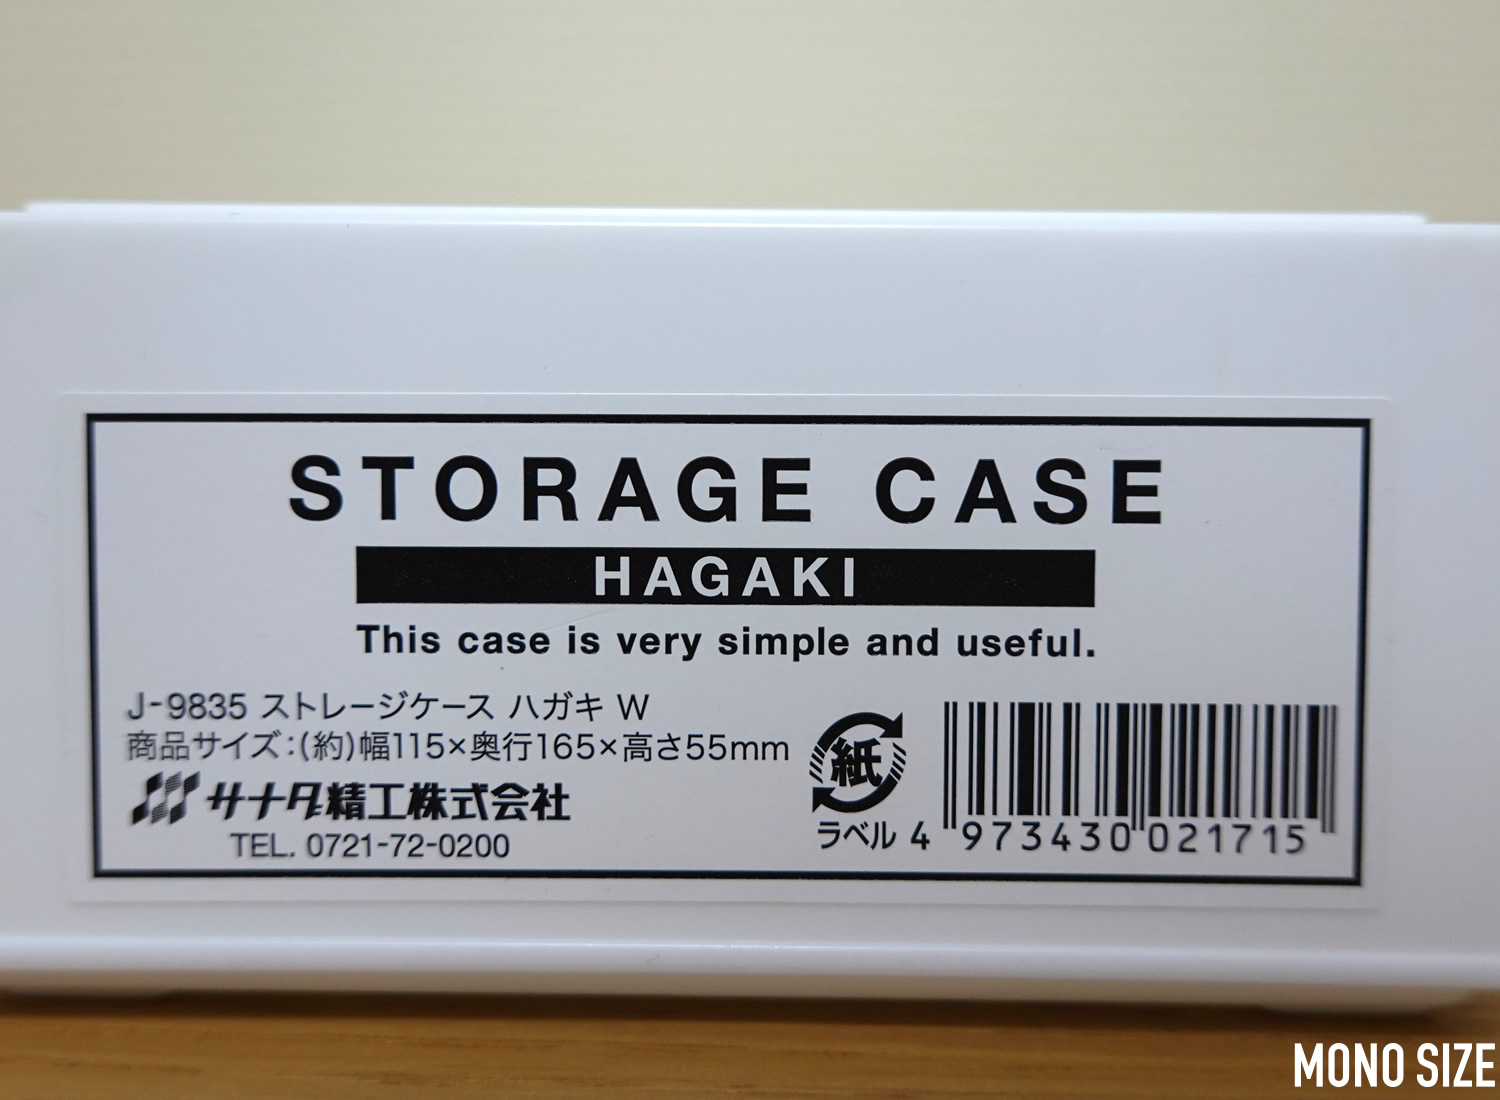 STORAGE CASE
HAGAKI
This case is very simple and useful.
J-9835 ストレージケース ハガキ W
商品サイズ:(約)幅115×奥行165×高さ55mm
サナダ精工株式会社
TEL. 0721-72-0200
紙
ラベル
4 973430 021715
MONO SIZE